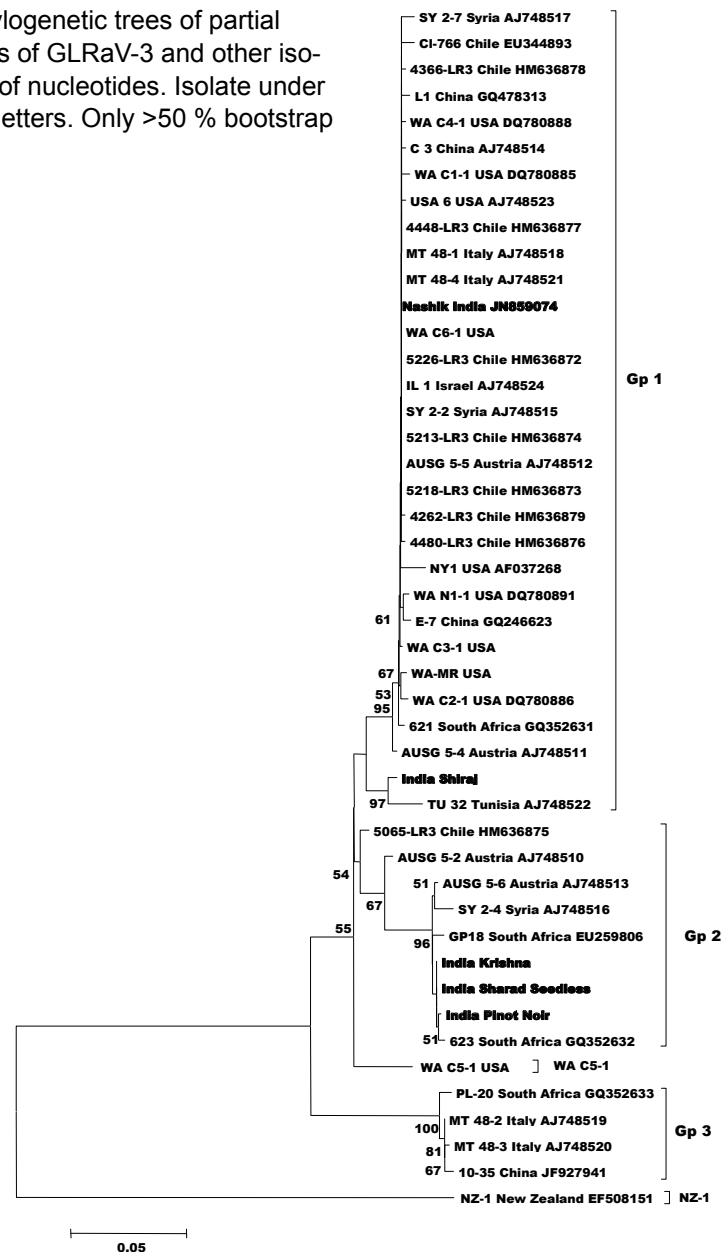 ylogenetic trees of partial
s of GLRaV-3 and other iso-
of nucleotides. Isolate under
etters. Only >50 % bootstrap
SY 2-7 Syria AJ748517
CI-766 Chile EU344893
4366-LR3 Chile HM636878
L1 China GQ478313
WA C4-1 USA DQ780888
C 3 China AJ748514
WA C1-1 USA DQ780885
USA 6 USA AJ748523
4448-LR3 Chile HM636877
MT 48-1 Italy AJ748518
MT 48-4 Italy AJ748521
Nashik India JN859074
WA C6-1 USA
5226-LR3 Chile HM636872
Gp 1
IL 1 Israel AJ748524
SY 2-2 Syria AJ748515
5213-LR3 Chile HM636874
AUSG 5-5 Austria AJ748512
5218-LR3 Chile HM636873
4262-LR3 Chile HM636879
4480-LR3 Chile HM636876
NY1 USA AF037268
WA N1-1 USA DQ780891
61
E-7 China GQ246623
WA C3-1 USA
67
WA-MR USA
53
WA C2-1 USA DQ780886
95
621 South Africa GQ352631
AUSG 5-4 Austria AJ748511
India Shiraj
97
TU 32 Tunisia AJ748522
5065-LR3 Chile HM636875
AUSG 5-2 Austria AJ748510
54
51
AUSG 5-6 Austria AJ748513
67
SY 2-4 Syria AJ748516
55
GP18 South Africa EU259806
Gp 2
96
India Krishna
India Sharad Seedless
India Pinot Noir
51
623 South Africa GQ352632
WA C5-1 USA
WA C5-1
PL-20 South Africa GQ352633
100
MT 48-2 Italy AJ748519
Gp 3
81
MT 48-3 Italy AJ748520
67
10-35 China JF927941
NZ-1 New Zealand EF508151
NZ-1
0.05